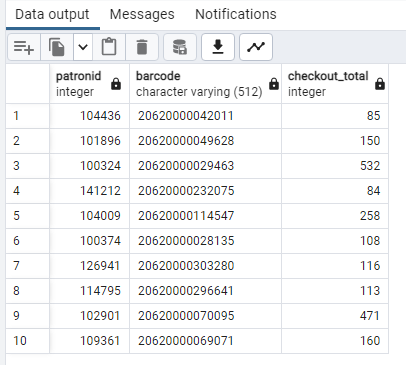 Data output Messages Notifications
patronid barcode checkout_total
integer character varying (512) integer
1 104436 20620000042011 85
2 101896 20620000049628 150
3 100324 20620000029463 532
4 141212 20620000232075 84
5 104009 20620000114547 258
6 100374 20620000028135 108
7 126941 20620000303280 116
8 114795 20620000296641 113
9 102901 20620000070095 471
10 109361 20620000069071 160